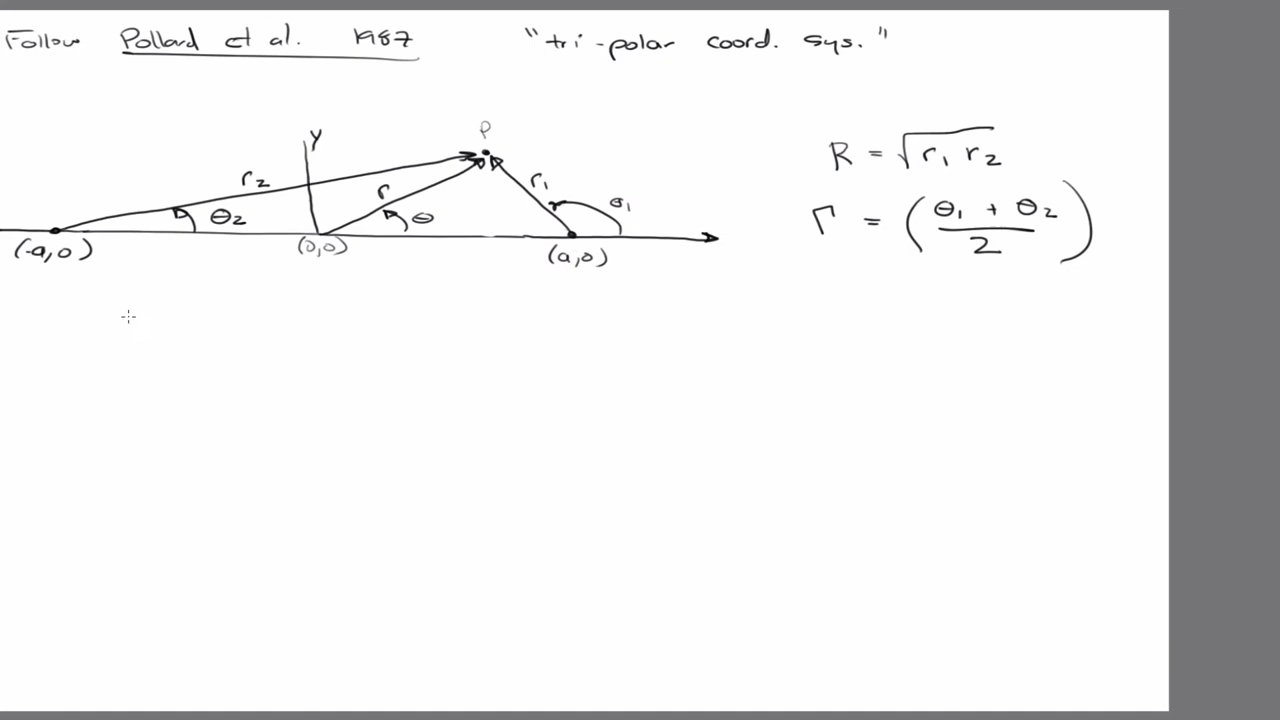 Follow Pollard et al. 1987 "tri-polar coord. sys."
y
P
r₂ r r₁
θ₂ θ θ₁
(-a,0) (0,0) (a,0)
R = √r₁ r₂
Γ = (θ₁ + θ₂ / 2)